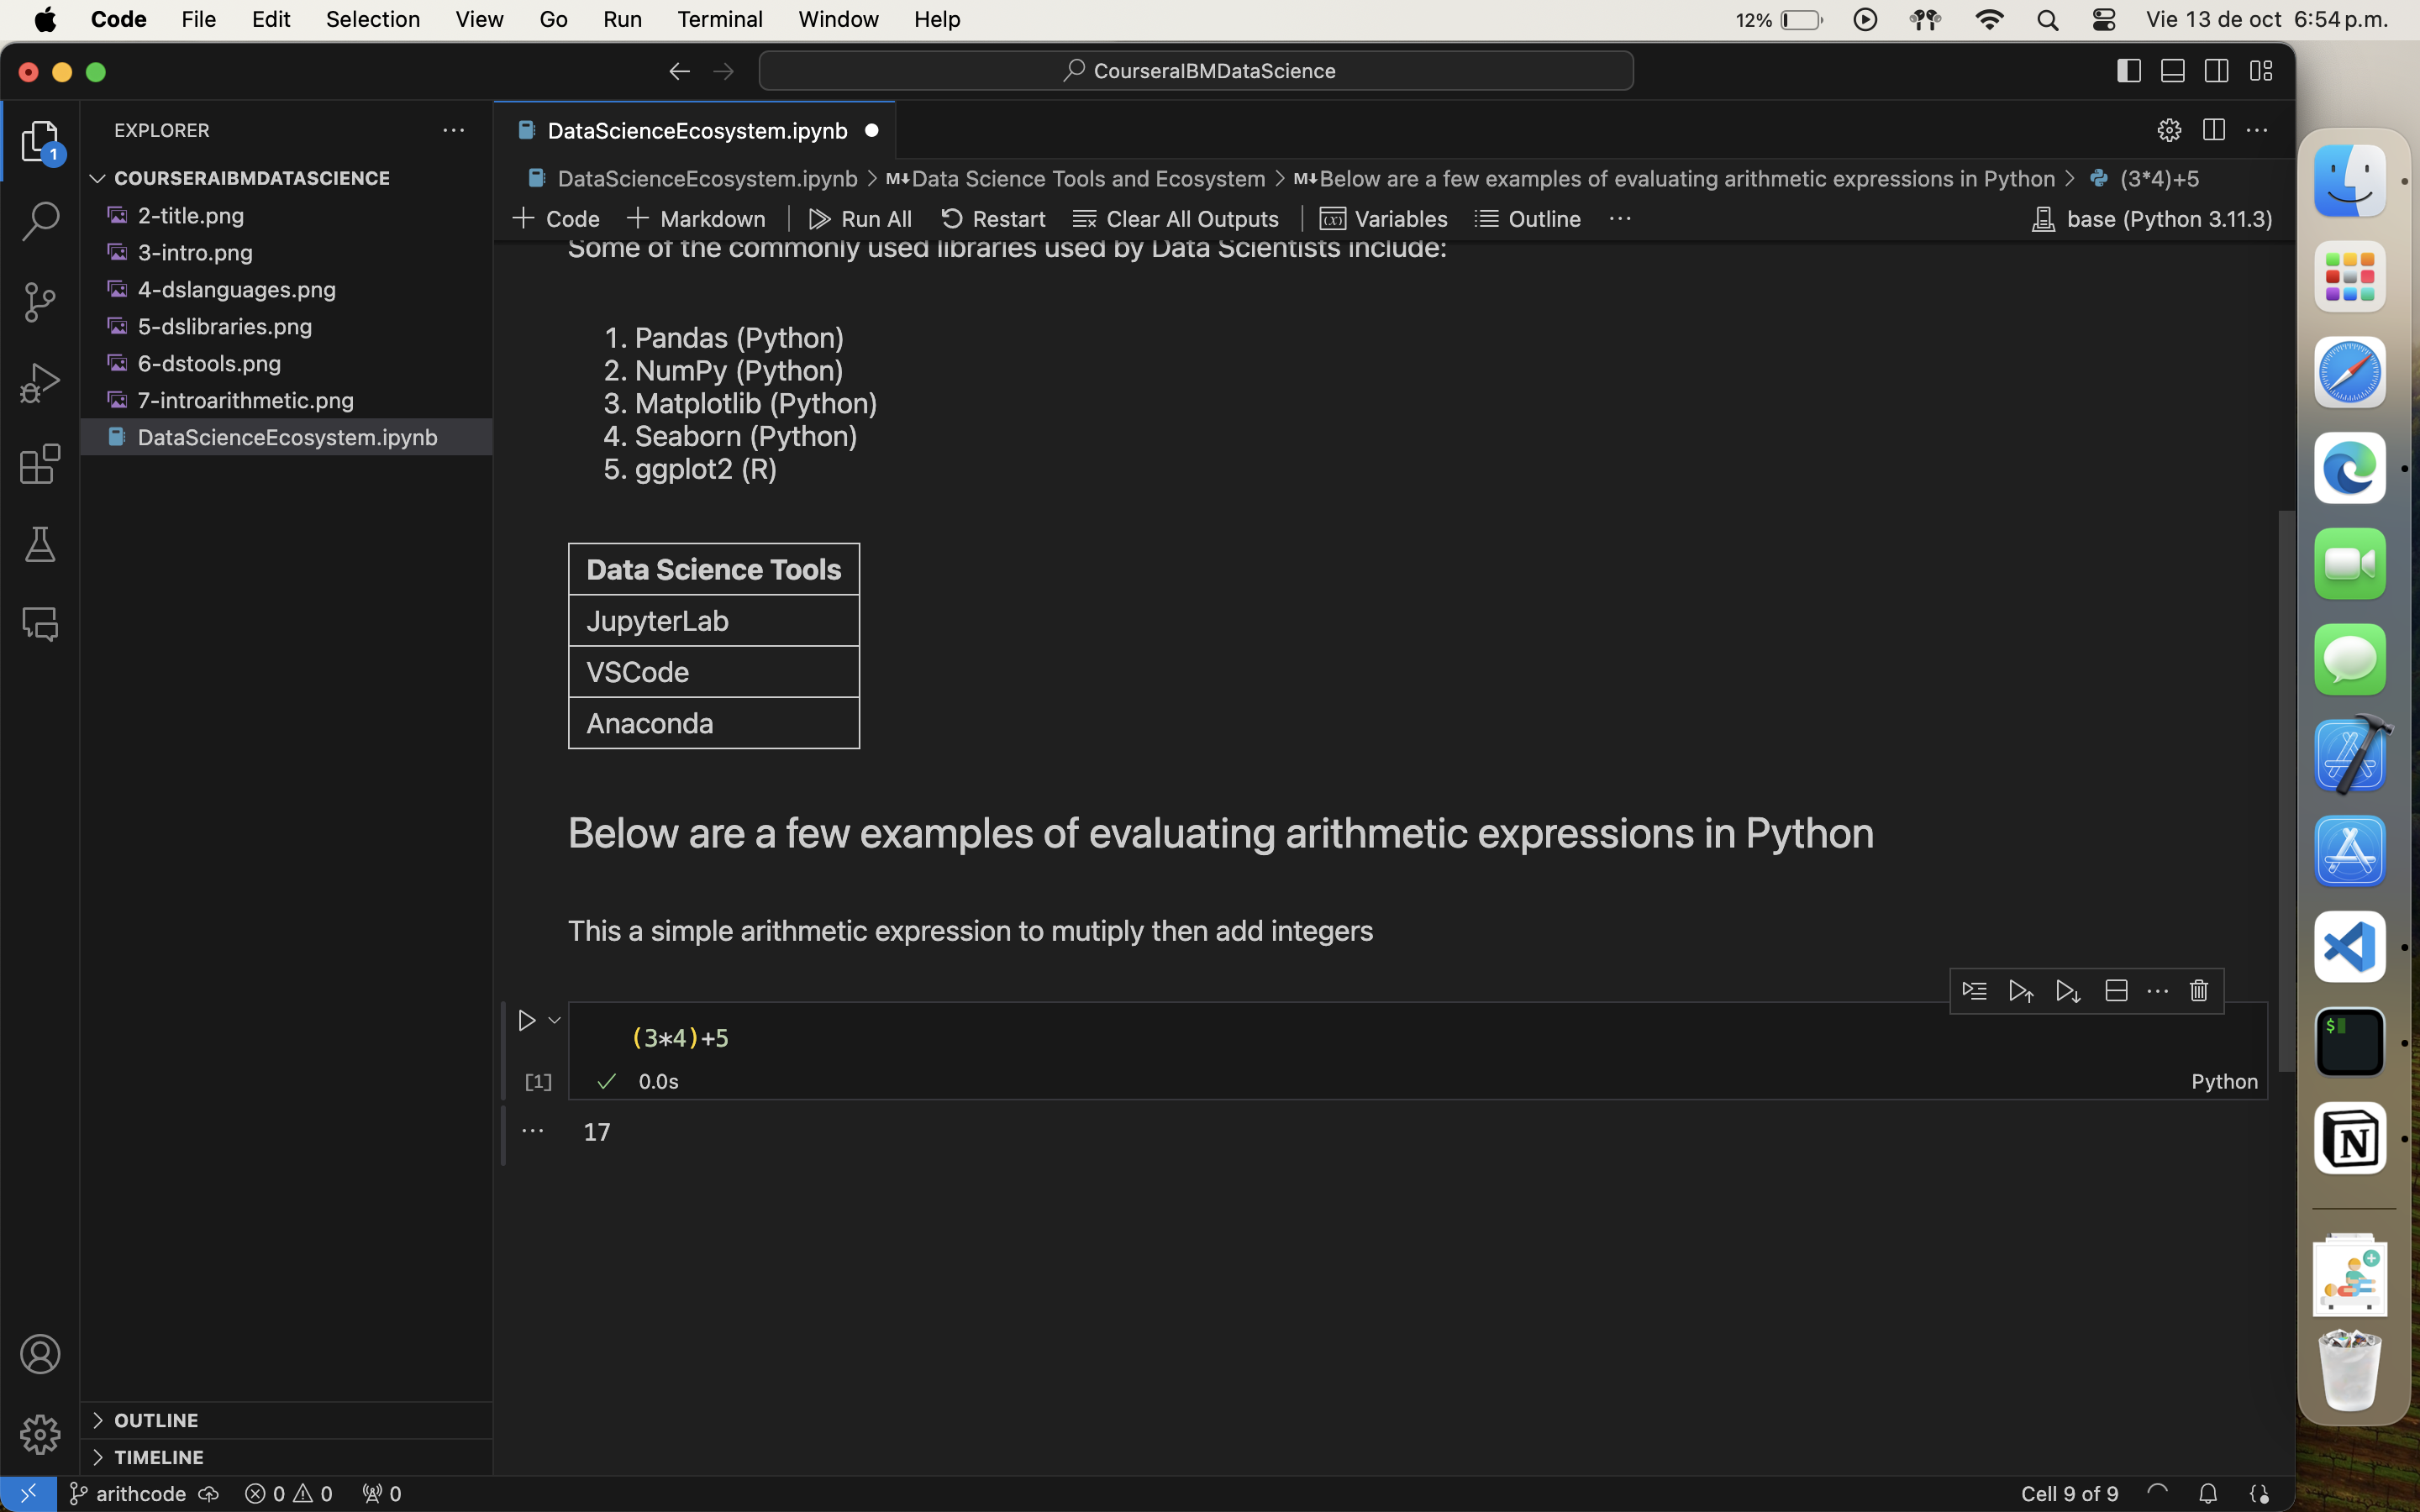 Code File Edit Selection View Go Run Terminal Window Help 12% Vie 13 de oct 6:54 p.m.
CourseraIBMDataScience
EXPLORER
DataScienceEcosystem.ipynb
1
COURSERAIBMDATASCIENCE
DataScienceEcosystem.ipynb > M↓Data Science Tools and Ecosystem > M↓Below are a few examples of evaluating arithmetic expressions in Python > (3*4)+5
+ Code + Markdown Run All Restart Clear All Outputs Variables Outline ... base (Python 3.11.3)
2-title.png
3-intro.png
4-dslanguages.png
5-dslibraries.png
6-dstools.png
7-introarithmetic.png
DataScienceEcosystem.ipynb
Some of the commonly used libraries used by Data Scientists include:
1. Pandas (Python)
2. NumPy (Python)
3. Matplotlib (Python)
4. Seaborn (Python)
5. ggplot2 (R)
Data Science Tools
JupyterLab
VSCode
Anaconda
Below are a few examples of evaluating arithmetic expressions in Python
This a simple arithmetic expression to mutiply then add integers
(3*4)+5
[1] 0.0s Python
17
OUTLINE
TIMELINE
arithcode 0 0 0 Cell 9 of 9